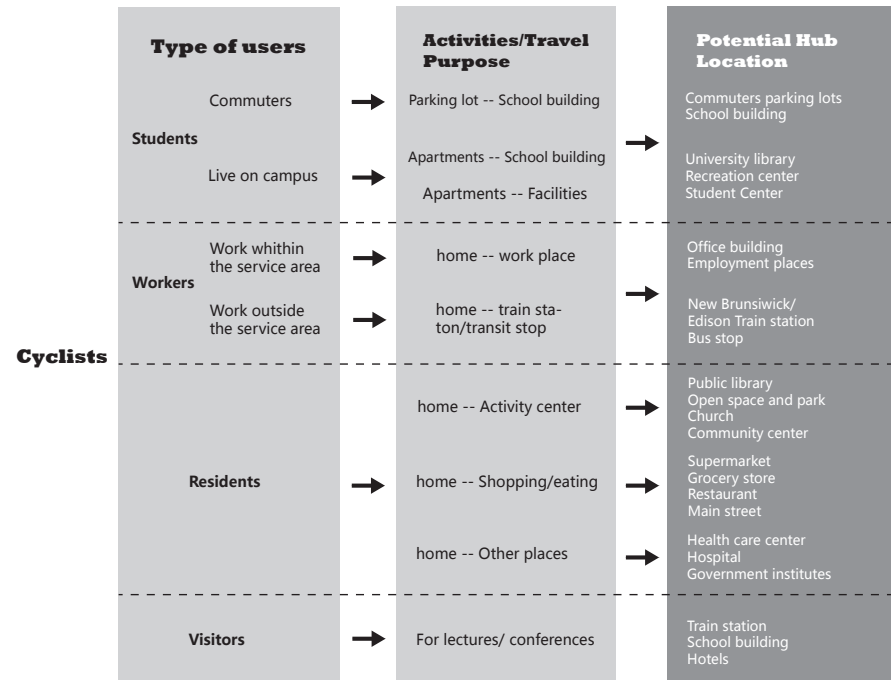 Type of users
Activities/Travel
Purpose
Potential Hub
Location
Cyclists
Students
Commuters
Parking lot -- School building
Commuters parking lots
School building
Live on campus
Apartments -- School building
Apartments -- Facilities
University library
Recreation center
Student Center
Workers
Work whithin
the service area
home -- work place
Office building
Employment places
Work outside
the service area
home -- train sta-
ton/transit stop
New Brunsiwick/
Edison Train station
Bus stop
Residents
home -- Activity center
Public library
Open space and park
Church
Community center
home -- Shopping/eating
Supermarket
Grocery store
Restaurant
Main street
home -- Other places
Health care center
Hospital
Government institutes
Visitors
For lectures/ conferences
Train station
School building
Hotels